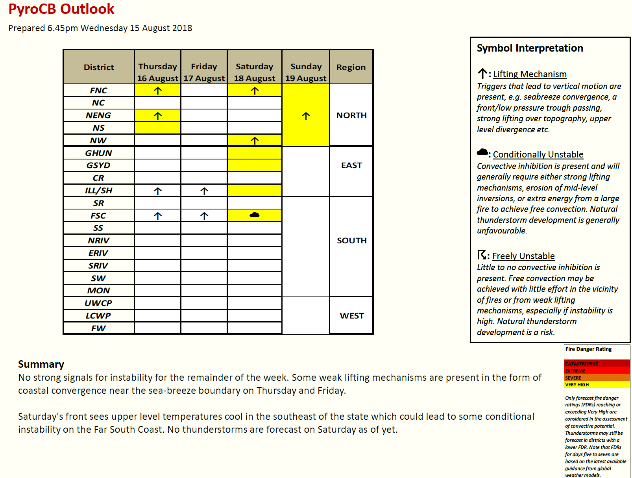 PyroCB Outlook
Prepared 6.45pm Wednesday 15 August 2018
District Thursday 16 August Friday 17 August Saturday 18 August Sunday 19 August Region
FNC ↑ ↑
NC
NENG ↑ ↑ NORTH
NS
NW ↑
GHUN
GSYD EAST
CR
ILL/SH ↑ ↑
SR
FSC ↑ ↑
SS
NRIV
ERIV SOUTH
SRIV
SW
MON
UWCP
LCWP WEST
FW
Symbol Interpretation
↑: Lifting Mechanism
Triggers that lead to vertical motion are
present, e.g. seabreeze convergence, a
front/low pressure trough passing,
strong lifting over topography, upper
level divergence etc.
: Conditionally Unstable
Convective inhibition is present and will
generally require either strong lifting
mechanisms, erosion of mid-level
inversions, or extra energy from a large
fire to achieve free convection. Natural
thunderstorm development is generally
unfavourable.
: Freely Unstable
Little to no convective inhibition is
present. Free convection may be
achieved with little effort in the vicinity
of fires or from weak lifting
mechanisms, especially if instability is
high. Natural thunderstorm
development is a risk.
Fire Danger Rating
CATASTROPHIC
EXTREME
SEVERE
VERY HIGH
Only forecast fire danger
ratings (FDRs) reaching or
exceeding Very High are
considered in the assessment
of convective potential.
Thunderstorms may still be
forecast in districts with a
lower FDR. Note that FDRs
for days five to seven are
based on the latest available
guidance from global
weather models.
Summary
No strong signals for instability for the remainder of the week. Some weak lifting mechanisms are present in the form of
coastal convergence near the sea-breeze boundary on Thursday and Friday.
Saturday's front sees upper level temperatures cool in the southeast of the state which could lead to some conditional
instability on the Far South Coast. No thunderstorms are forecast on Saturday as of yet.